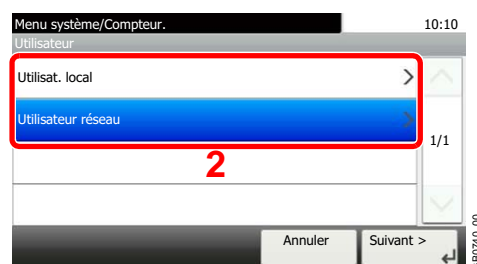 Menu système/Compteur. 10:10
Utilisateur
Utilisat. local
Utilisateur réseau
1/1
2
Annuler Suivant >